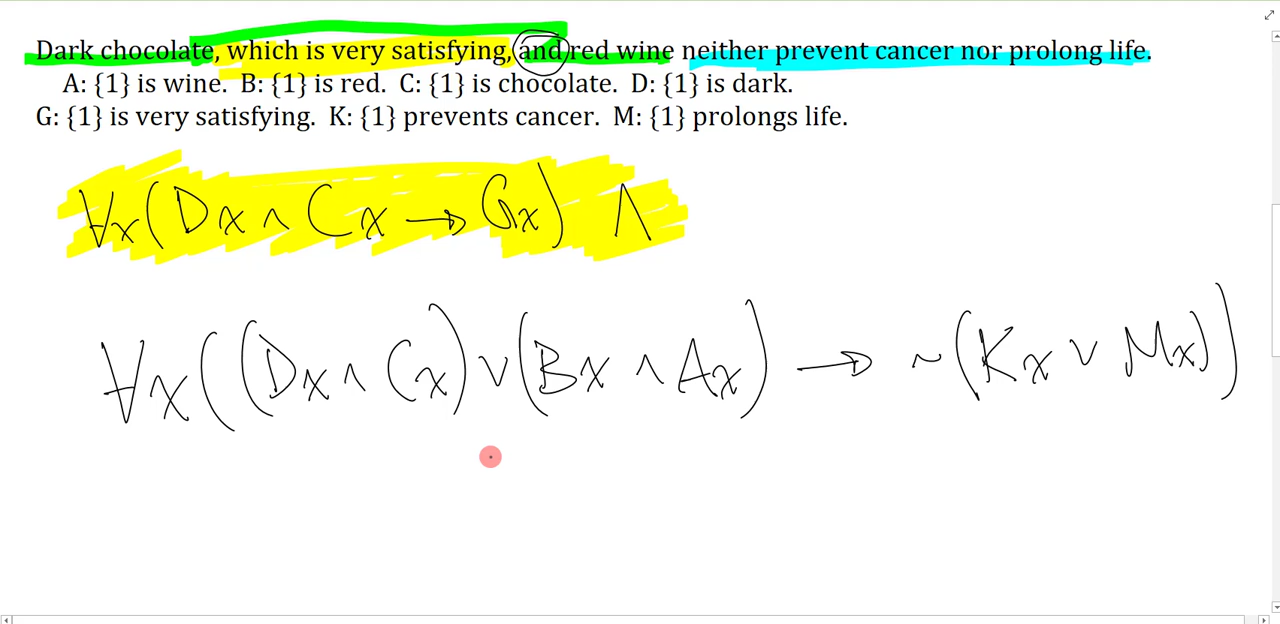 Dark chocolate, which is very satisfying, and red wine neither prevent cancer nor prolong life.
A: {1} is wine. B: {1} is red. C: {1} is chocolate. D: {1} is dark.
G: {1} is very satisfying. K: {1} prevents cancer. M: {1} prolongs life.
∀x(Dx ∧ Cx → Gx) ∧
∀x((Dx ∧ Cx) ∨ (Bx ∧ Ax) → ~(Kx ∨ Mx))